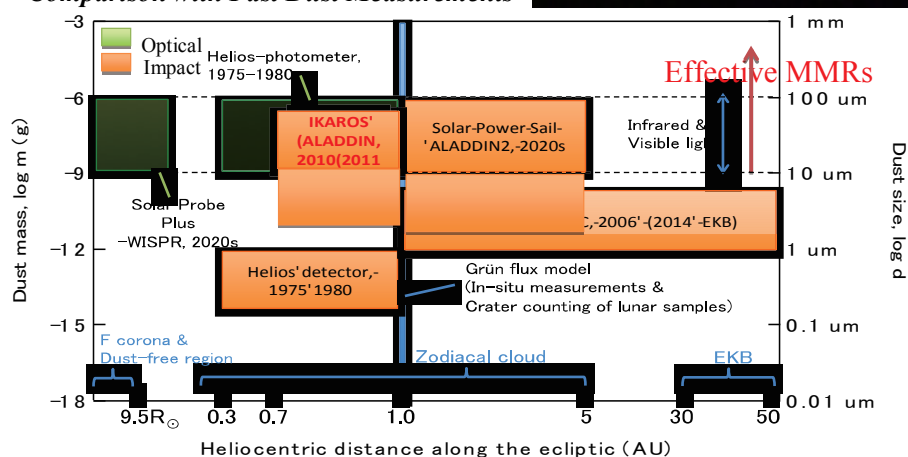 Comparison with Past Dust Measurements
-3
-6
-9
-12
-15
-18
Dust mass, log m (g)
Optical
Impact
Helios-photometer,
1975-1980
IKAROS'
(ALADDIN,
2010(2011
Solar-Power-Sail-
'ALADDIN2,-2020s
Effective MMRs
Infrared &
Visible
Solar Probe
Plus
-WISPR, 2020s
C,-2006'-(2014'-EKB)
Helios'detector,-
1975'1980
Grün flux model
(In-situ measurements &
Crater counting of lunar samples)
F corona &
Dust-free region
Zodiacal cloud
EKB
1 mm
100 um
10 um
1 um
0.1 um
0.01 um
Dust size, log d
9.5R☉
0.3
0.7
1.0
5
30
50
Heliocentric distance along the ecliptic (AU)